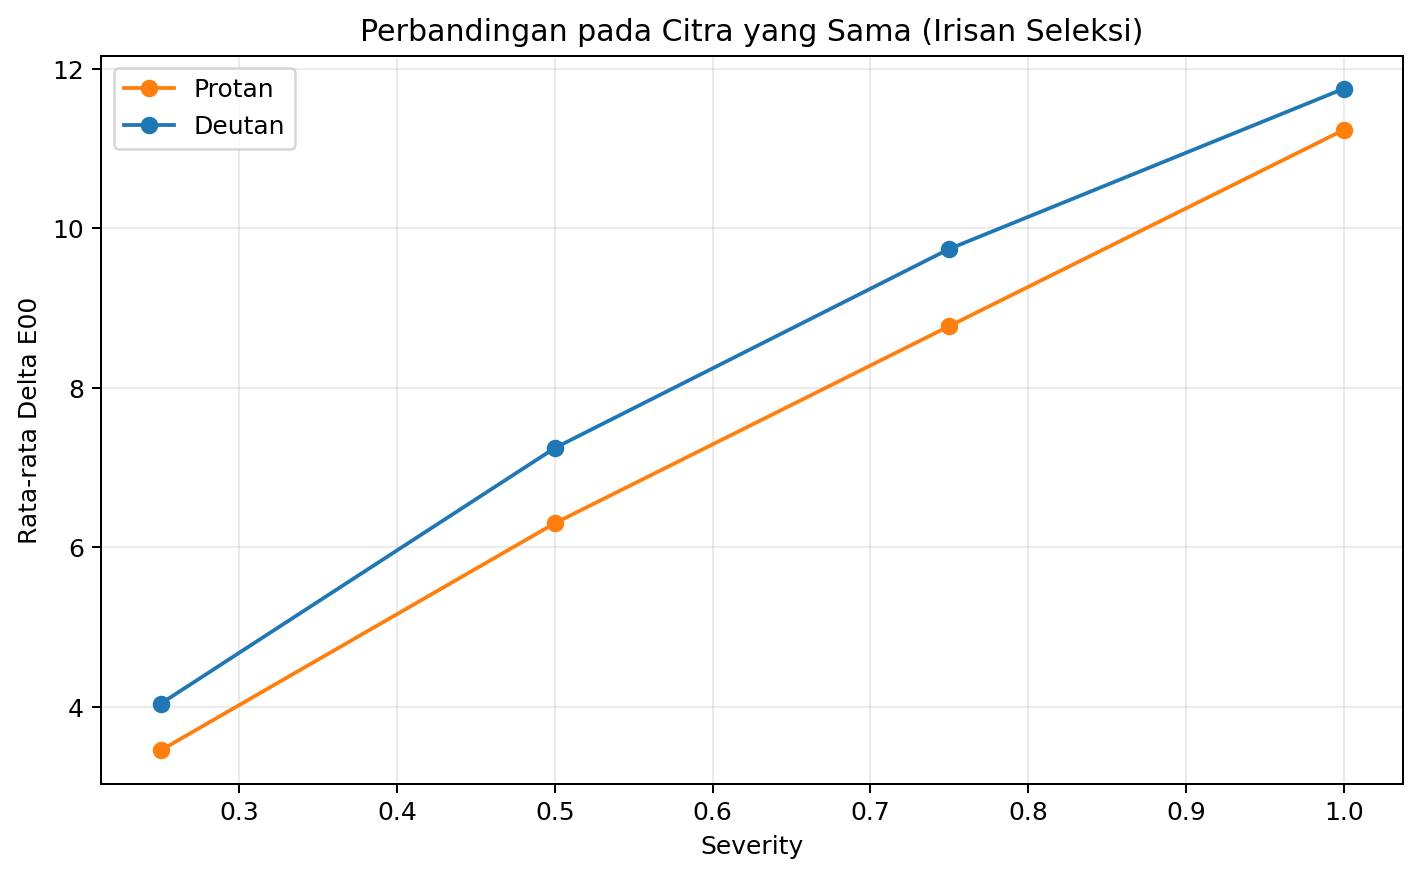 Perbandingan pada Citra yang Sama (Irisan Seleksi)
Protan
Deutan
Rata-rata Delta E00
12
10
8
6
4
0.3 0.4 0.5 0.6 0.7 0.8 0.9 1.0
Severity